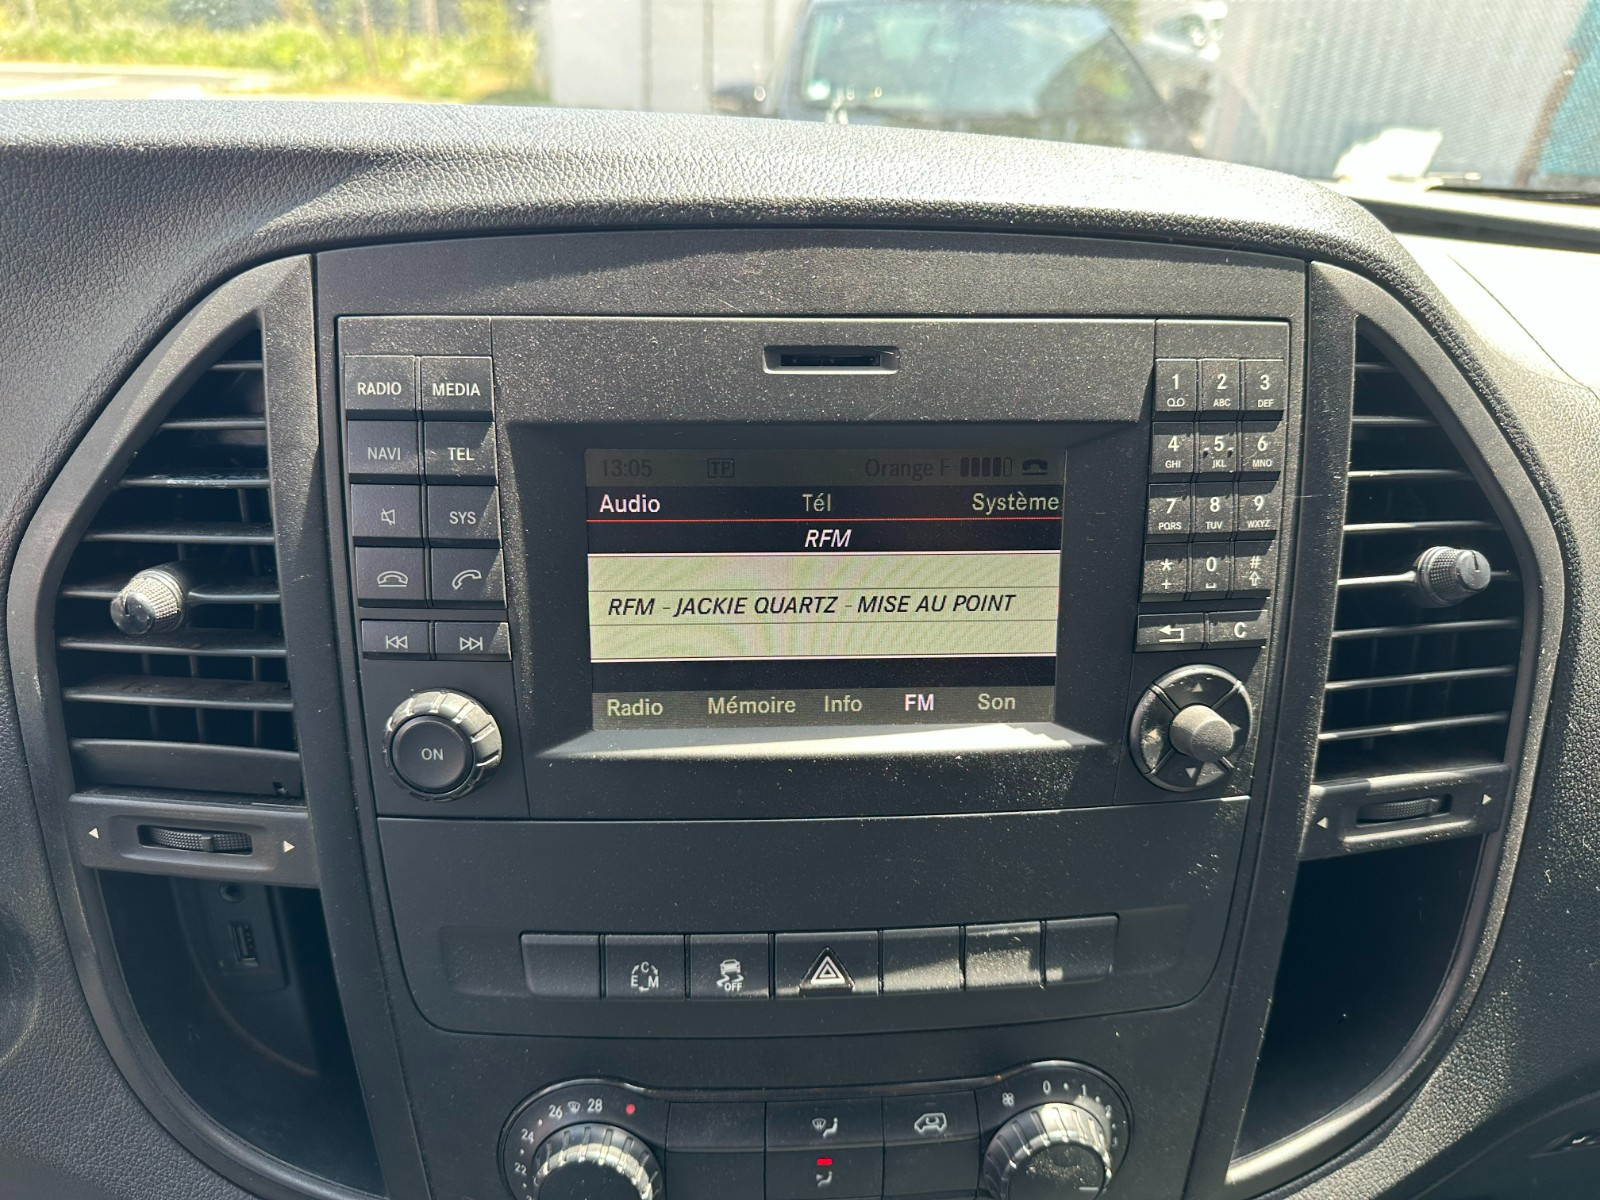 RADIO MEDIA
NAVI TEL
SYS
ON
13:05 TP Orange F
Audio Tél Système
RFM
RFM - JACKIE QUARTZ - MISE AU POINT
Radio Mémoire Info FM Son
1 2 3
ABC DEF
4 5 6
GHI JKL MNO
7 8 9
PQRS TUV WXYZ
* 0 #
+
C
C
E M
OFF
22 24 26 28
0 1 2